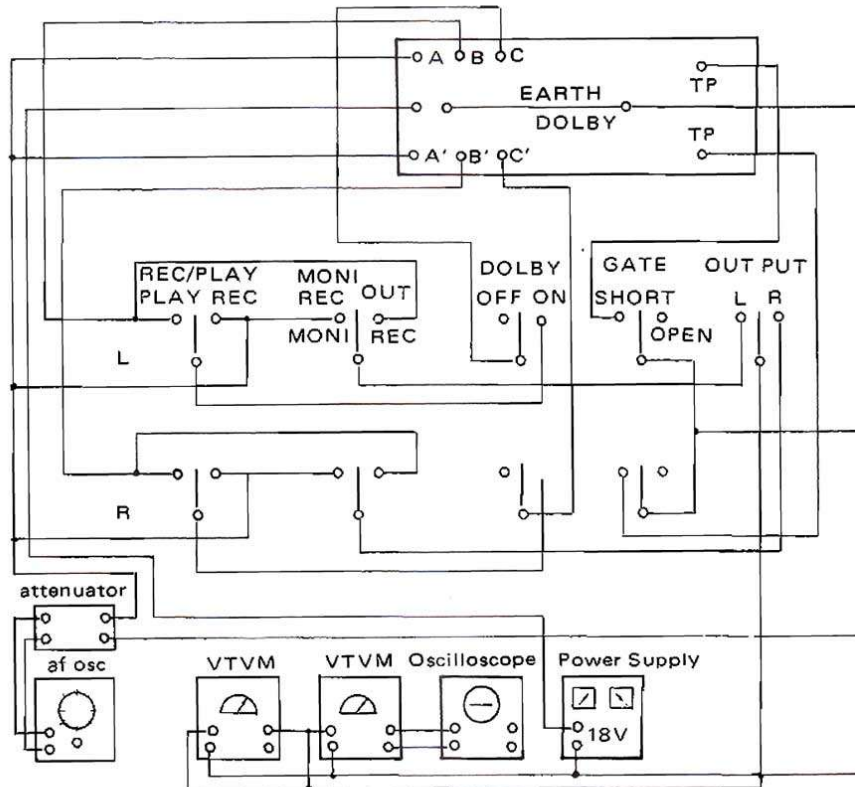 A B C
TP
EARTH
DOLBY
TP
A' B' C'
REC/PLAY MONI DOLBY GATE OUT PUT
PLAY REC REC OUT OFF ON SHORT L R
MONI REC OPEN
L
R
attenuator
af osc VTVM VTVM Oscilloscope Power Supply
18V